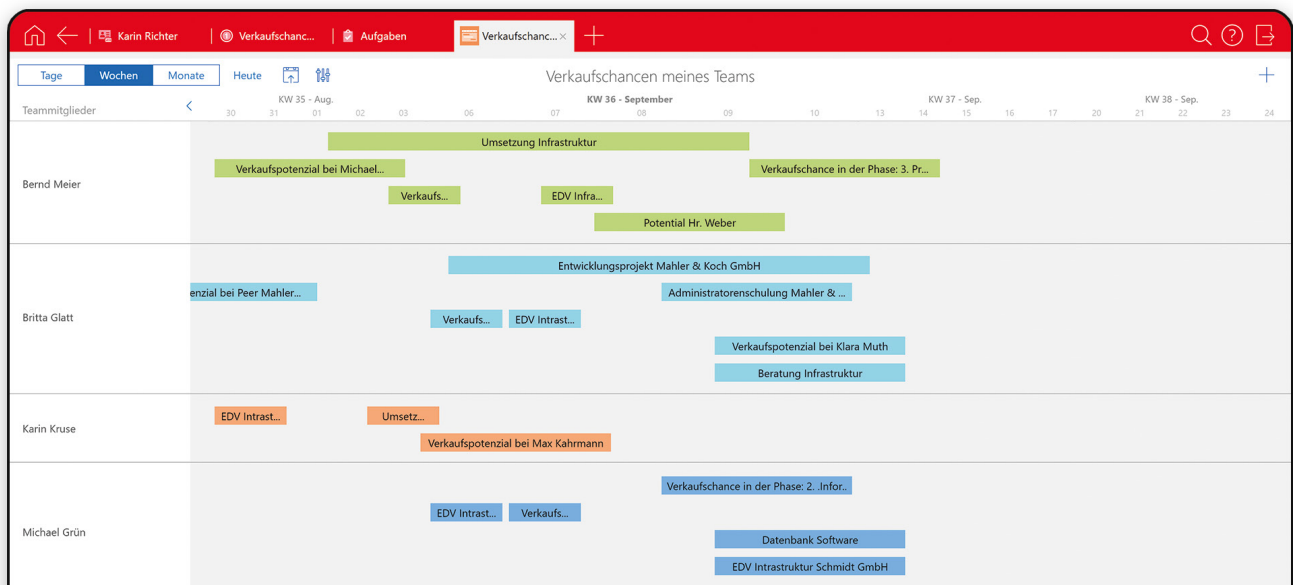 Karin Richter
Verkaufschanc...
Aufgaben
Verkaufschanc... ×
Tage Wochen Monate Heute
Verkaufschancen meines Teams
Teammitglieder
KW 35 - Aug. KW 36 - September KW 37 - Sep. KW 38 - Sep.
30 31 01 02 03 06 07 08 09 10 13 14 15 16 17 20 21 22 23 24
Bernd Meier
Umsetzung Infrastruktur
Verkaufspotenzial bei Michael... Verkaufschance in der Phase: 3. Pr...
Verkaufs... EDV Infra...
Potential Hr. Weber
Britta Glatt
Entwicklungsprojekt Mahler & Koch GmbH
enzial bei Peer Mahler... Administratorenschulung Mahler & ...
Verkaufs... EDV Intrast...
Verkaufspotenzial bei Klara Muth
Beratung Infrastruktur
Karin Kruse
EDV Intrast... Umsetz...
Verkaufspotenzial bei Max Kahrmann
Michael Grün
Verkaufschance in der Phase: 2. .Infor..
EDV Intrast... Verkaufs...
Datenbank Software
EDV Intrastruktur Schmidt GmbH